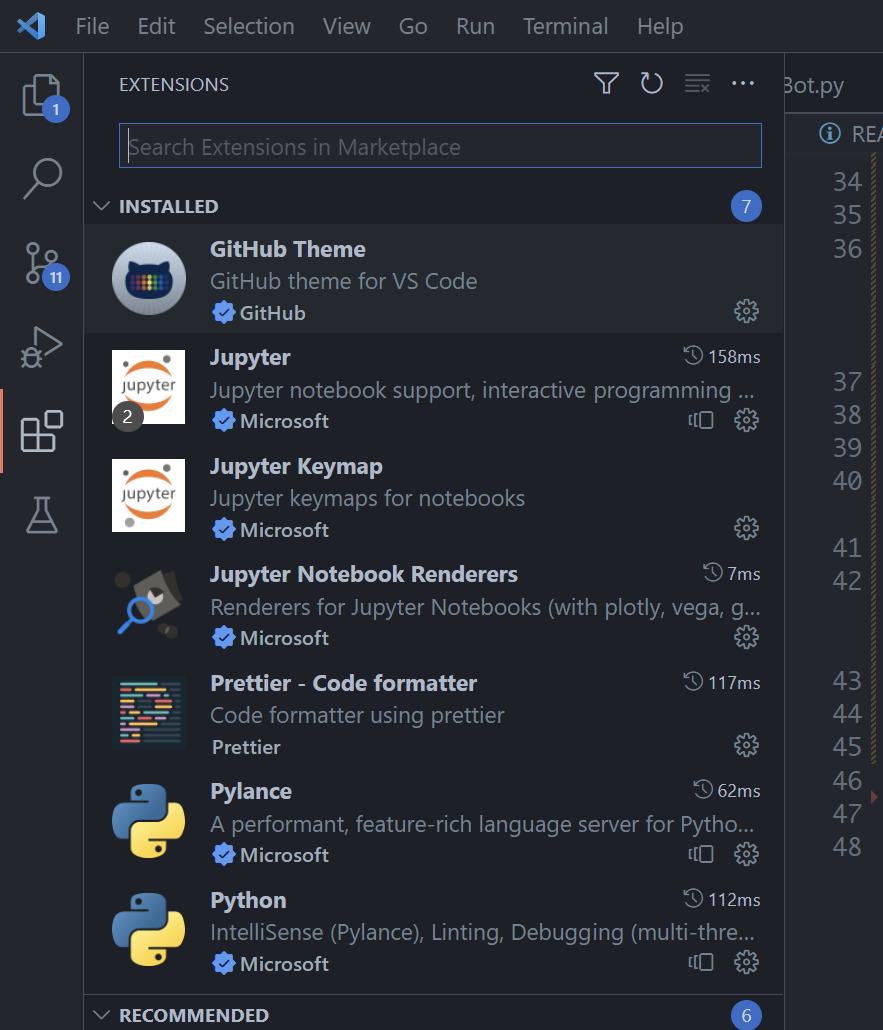 File Edit Selection View Go Run Terminal Help
EXTENSIONS
Bot.py
1
Search Extensions in Marketplace
REA
INSTALLED 7
11
GitHub Theme
GitHub theme for VS Code
GitHub
Jupyter 158ms
Jupyter notebook support, interactive programming ...
Microsoft
jupyter
2
Jupyter Keymap
Jupyter keymaps for notebooks
Microsoft
jupyter
Jupyter Notebook Renderers 7ms
Renderers for Jupyter Notebooks (with plotly, vega, g...
Microsoft
Prettier - Code formatter 117ms
Code formatter using prettier
Prettier
Pylance 62ms
A performant, feature-rich language server for Pytho...
Microsoft
Python 112ms
IntelliSense (Pylance), Linting, Debugging (multi-thre...
Microsoft
RECOMMENDED 6
34
35
36
37
38
39
40
41
42
43
44
45
46
47
48